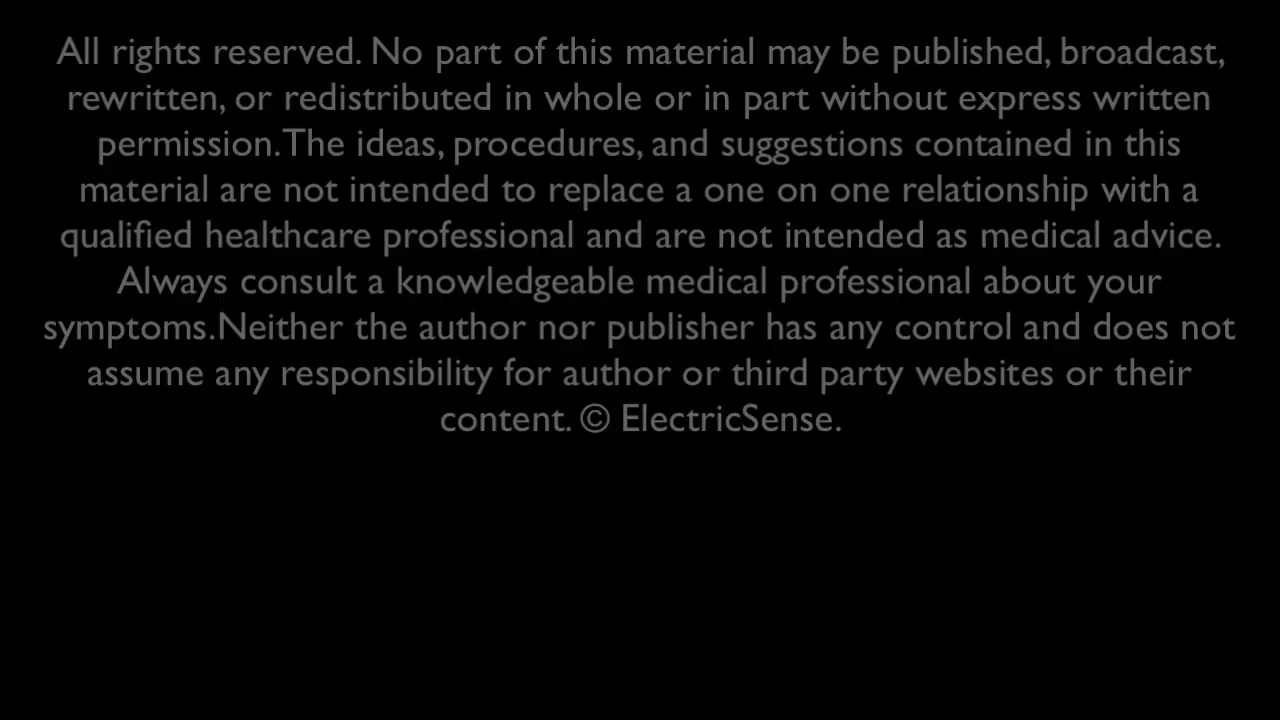 All rights reserved. No part of this material may be published, broadcast,
rewritten, or redistributed in whole or in part without express written
permission.The ideas, procedures, and suggestions contained in this
material are not intended to replace a one on one relationship with a
qualified healthcare professional and are not intended as medical advice.
Always consult a knowledgeable medical professional about your
symptoms.Neither the author nor publisher has any control and does not
assume any responsibility for author or third party websites or their
content. © ElectricSense.